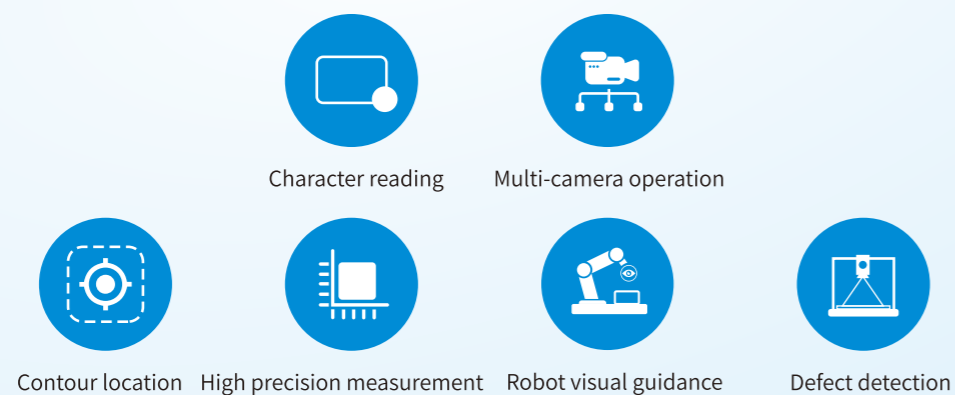 Character reading
Multi-camera operation
Contour location
High precision measurement
Robot visual guidance
Defect detection